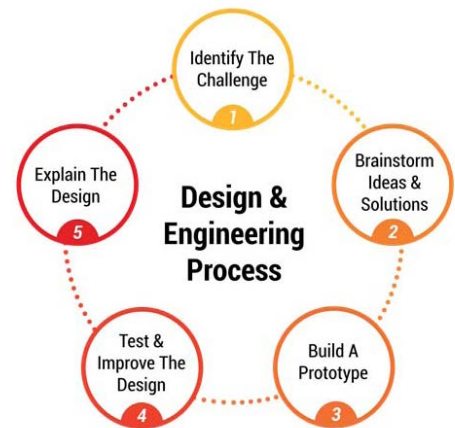 Design &
Engineering
Process
Identify The
Challenge
1
Brainstorm
Ideas &
Solutions
2
Build A
Prototype
3
Test &
Improve The
Design
4
Explain The
Design
5